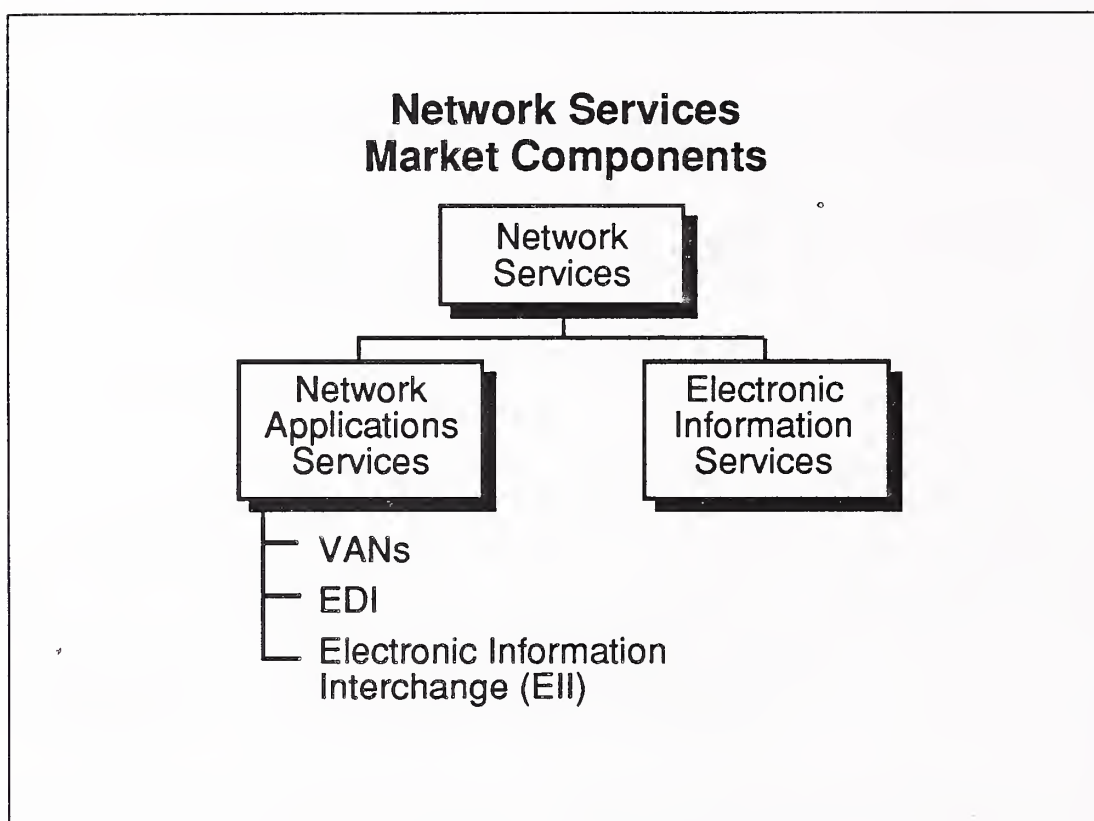 Network Services
Market Components
Network
Services
Network
Applications
Services
Electronic
Information
Services
VANs
EDI
Electronic Information
Interchange (EII)